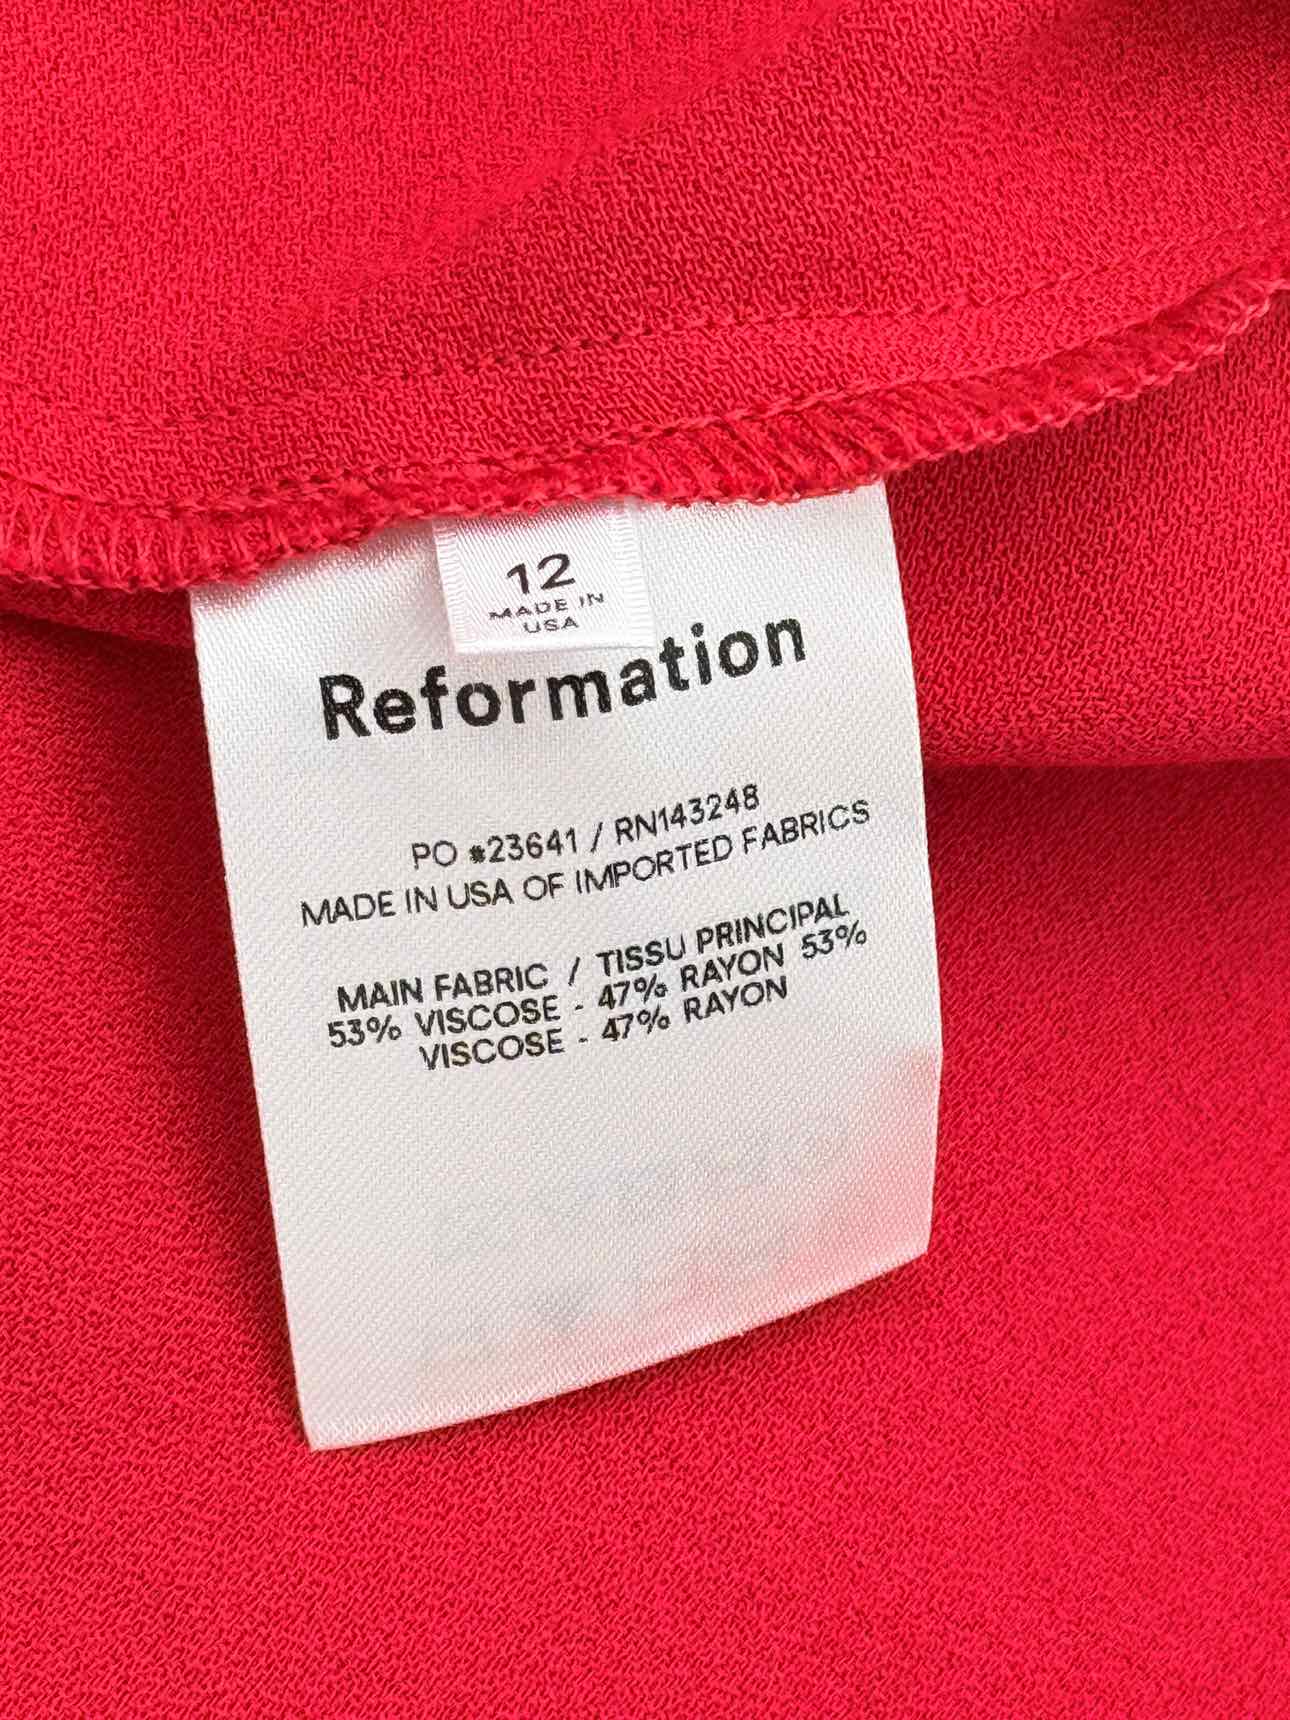 12
MADE IN
USA
Reformation
PO #23641 / RN143248
MADE IN USA OF IMPORTED FABRICS
MAIN FABRIC / TISSU PRINCIPAL
53% VISCOSE - 47% RAYON 53%
VISCOSE - 47% RAYON